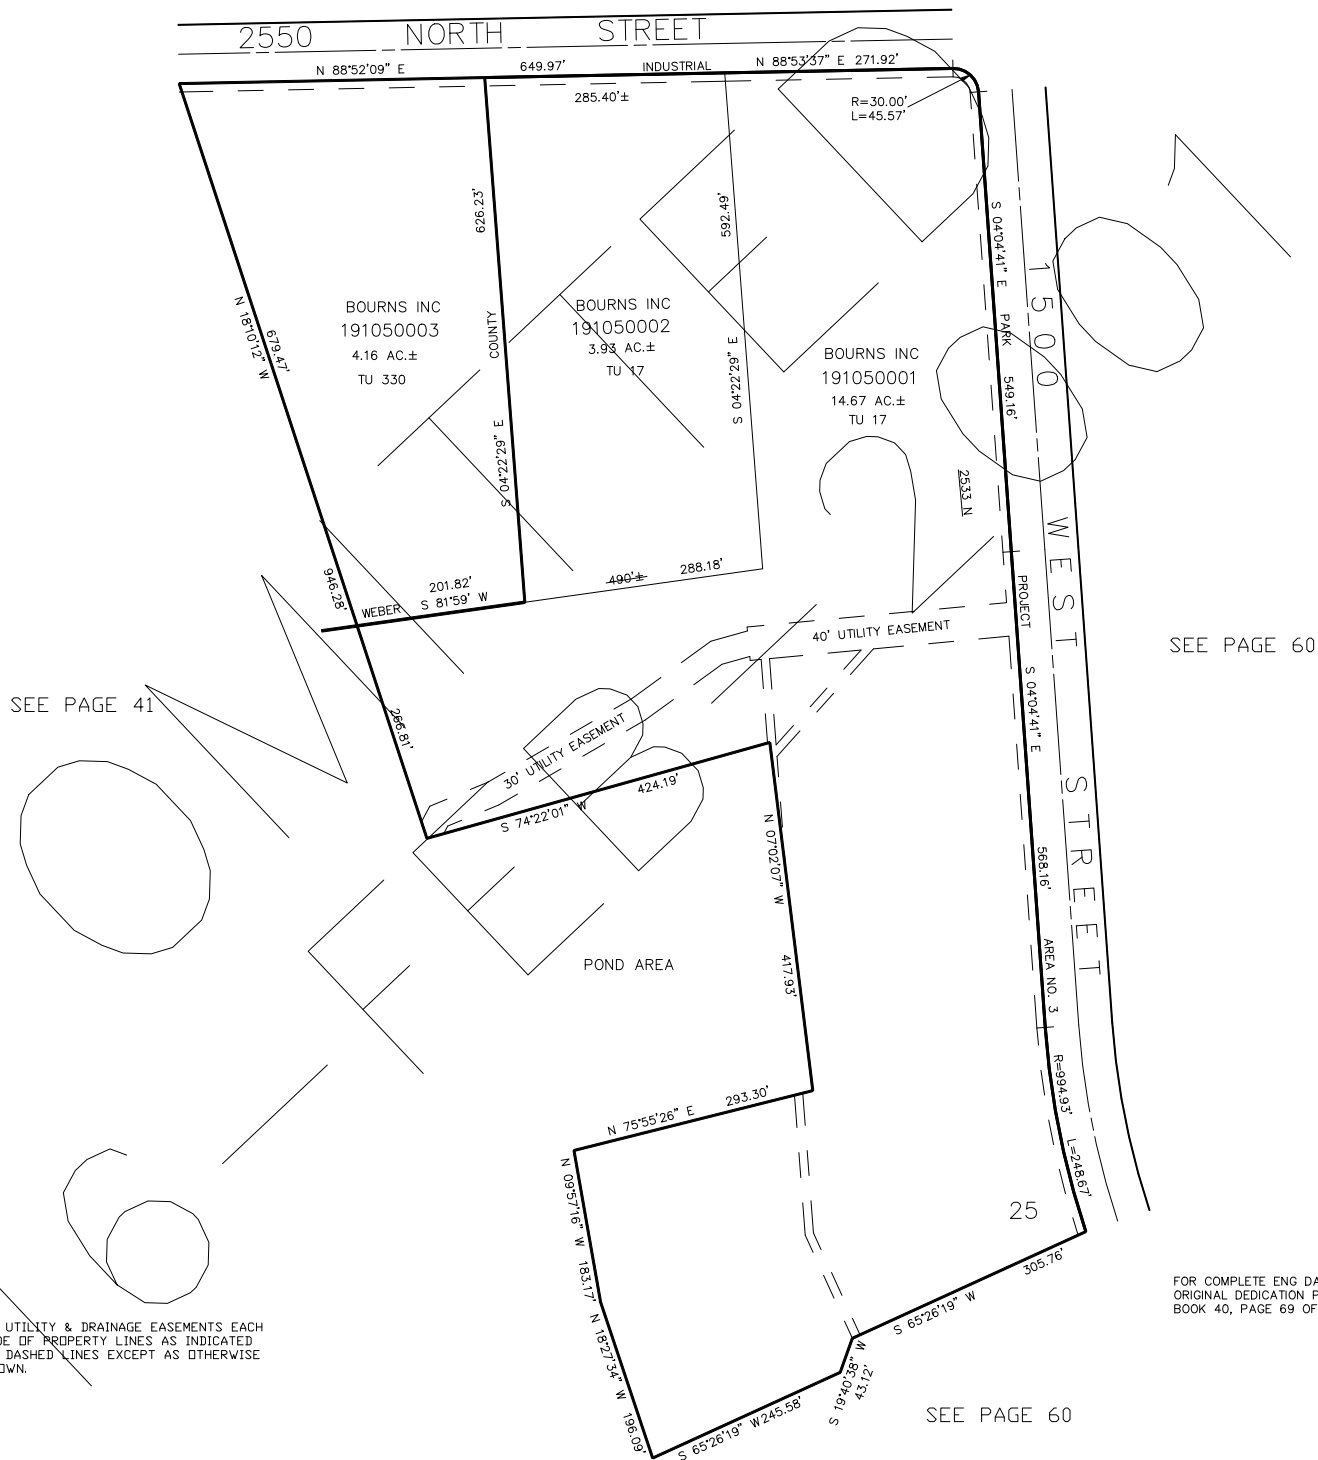 2550 NORTH STREET
N 88°52'09" E 649.97' INDUSTRIAL N 88°53'37" E 271.92'
285.40'±
R=30.00'
L=45.57'
626.23'
592.49'
S 04°04'41" E
PARK
549.16'
1500 WEST STREET
N 18°10'12" W
679.47'
BOURNS INC
191050003
4.16 AC.±
TU 330
COUNTY
S 04°22'29" E
BOURNS INC
191050002
3.93 AC.±
TU 17
S 04°22'29" E
BOURNS INC
191050001
14.67 AC.±
TU 17
2533 N
946.28'
201.82'
WEBER S 81°59' W
490'± 288.18'
PROJECT
40' UTILITY EASEMENT
SEE PAGE 60
SEE PAGE 41
266.81'
30' UTILITY EASEMENT
S 04°04'41" E
S 74°22'01" W 424.19'
N 07°02'07" W
417.93'
568.16'
AREA NO. 3
POND AREA
R=994.93' L=248.67'
N 75°55'26" E 293.30'
N 09°57'16" W 183.17'
25
305.76'
S 65°26'19" W
N 18°27'34" W 196.09'
S 19°40'38" W
43.12'
S 65°26'19" W 245.58'
SEE PAGE 60
UTILITY & DRAINAGE EASEMENTS EACH
DE OF PROPERTY LINES AS INDICATED
DASHED LINES EXCEPT AS OTHERWISE
OWN.
FOR COMPLETE ENG DA
ORIGINAL DEDICATION P
BOOK 40, PAGE 69 OF